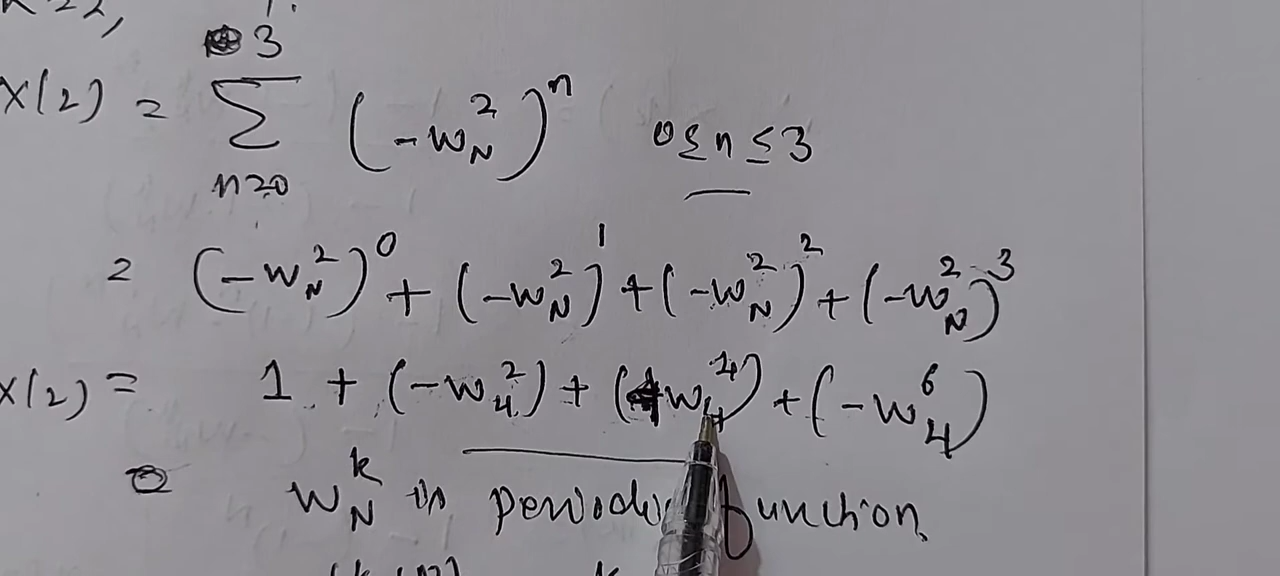 3
X(2) = Σ (-W_N^2)^n 0 ≤ n ≤ 3
n=0
= (-W_N^2)^0 + (-W_N^2)^1 + (-W_N^2)^2 + (-W_N^2)^3
X(2) = 1 + (-W_4^2) + (W_4^4) + (-W_4^6)
W_N^k is periodic function